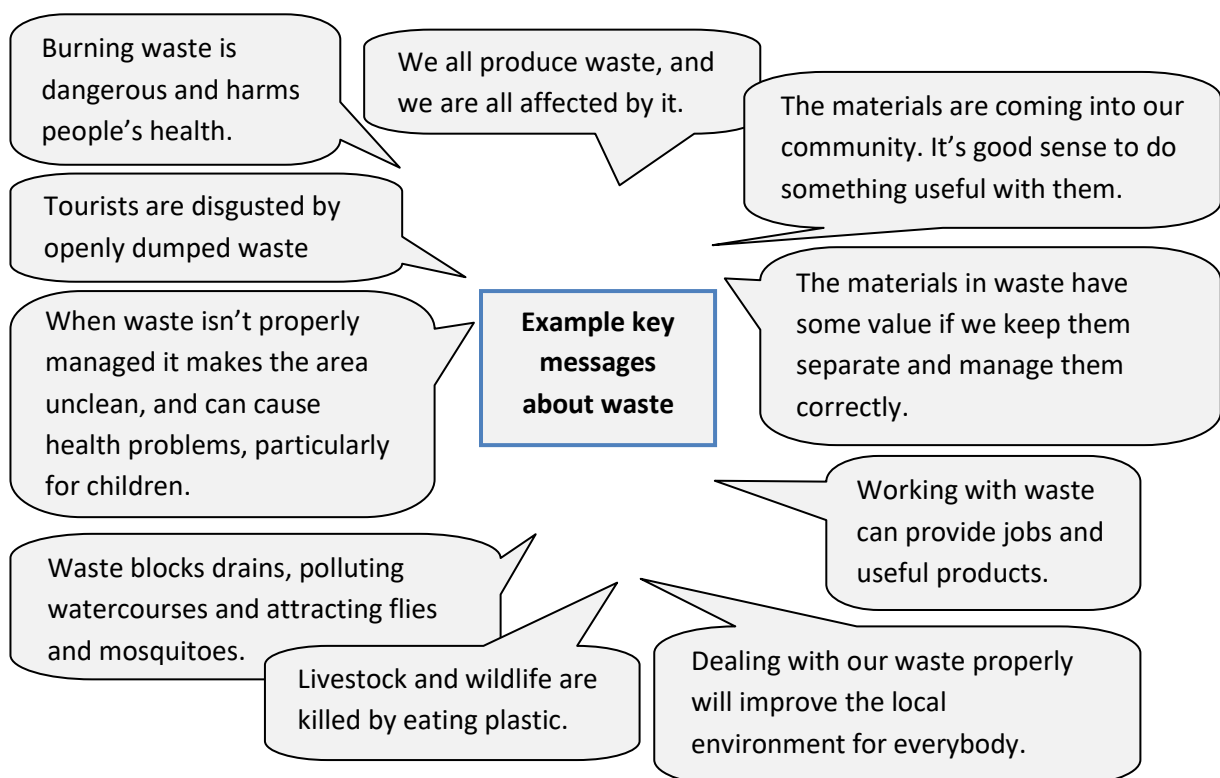 Burning waste is
dangerous and harms
people’s health.
We all produce waste, and
we are all affected by it.
The materials are coming into our
community. It’s good sense to do
something useful with them.
Tourists are disgusted by
openly dumped waste
The materials in waste have
some value if we keep them
separate and manage them
correctly.
When waste isn’t properly
managed it makes the area
unclean, and can cause
health problems, particularly
for children.
Example key
messages
about waste
Working with waste
can provide jobs and
useful products.
Waste blocks drains, polluting
watercourses and attracting flies
and mosquitoes.
Livestock and wildlife are
killed by eating plastic.
Dealing with our waste properly
will improve the local
environment for everybody.